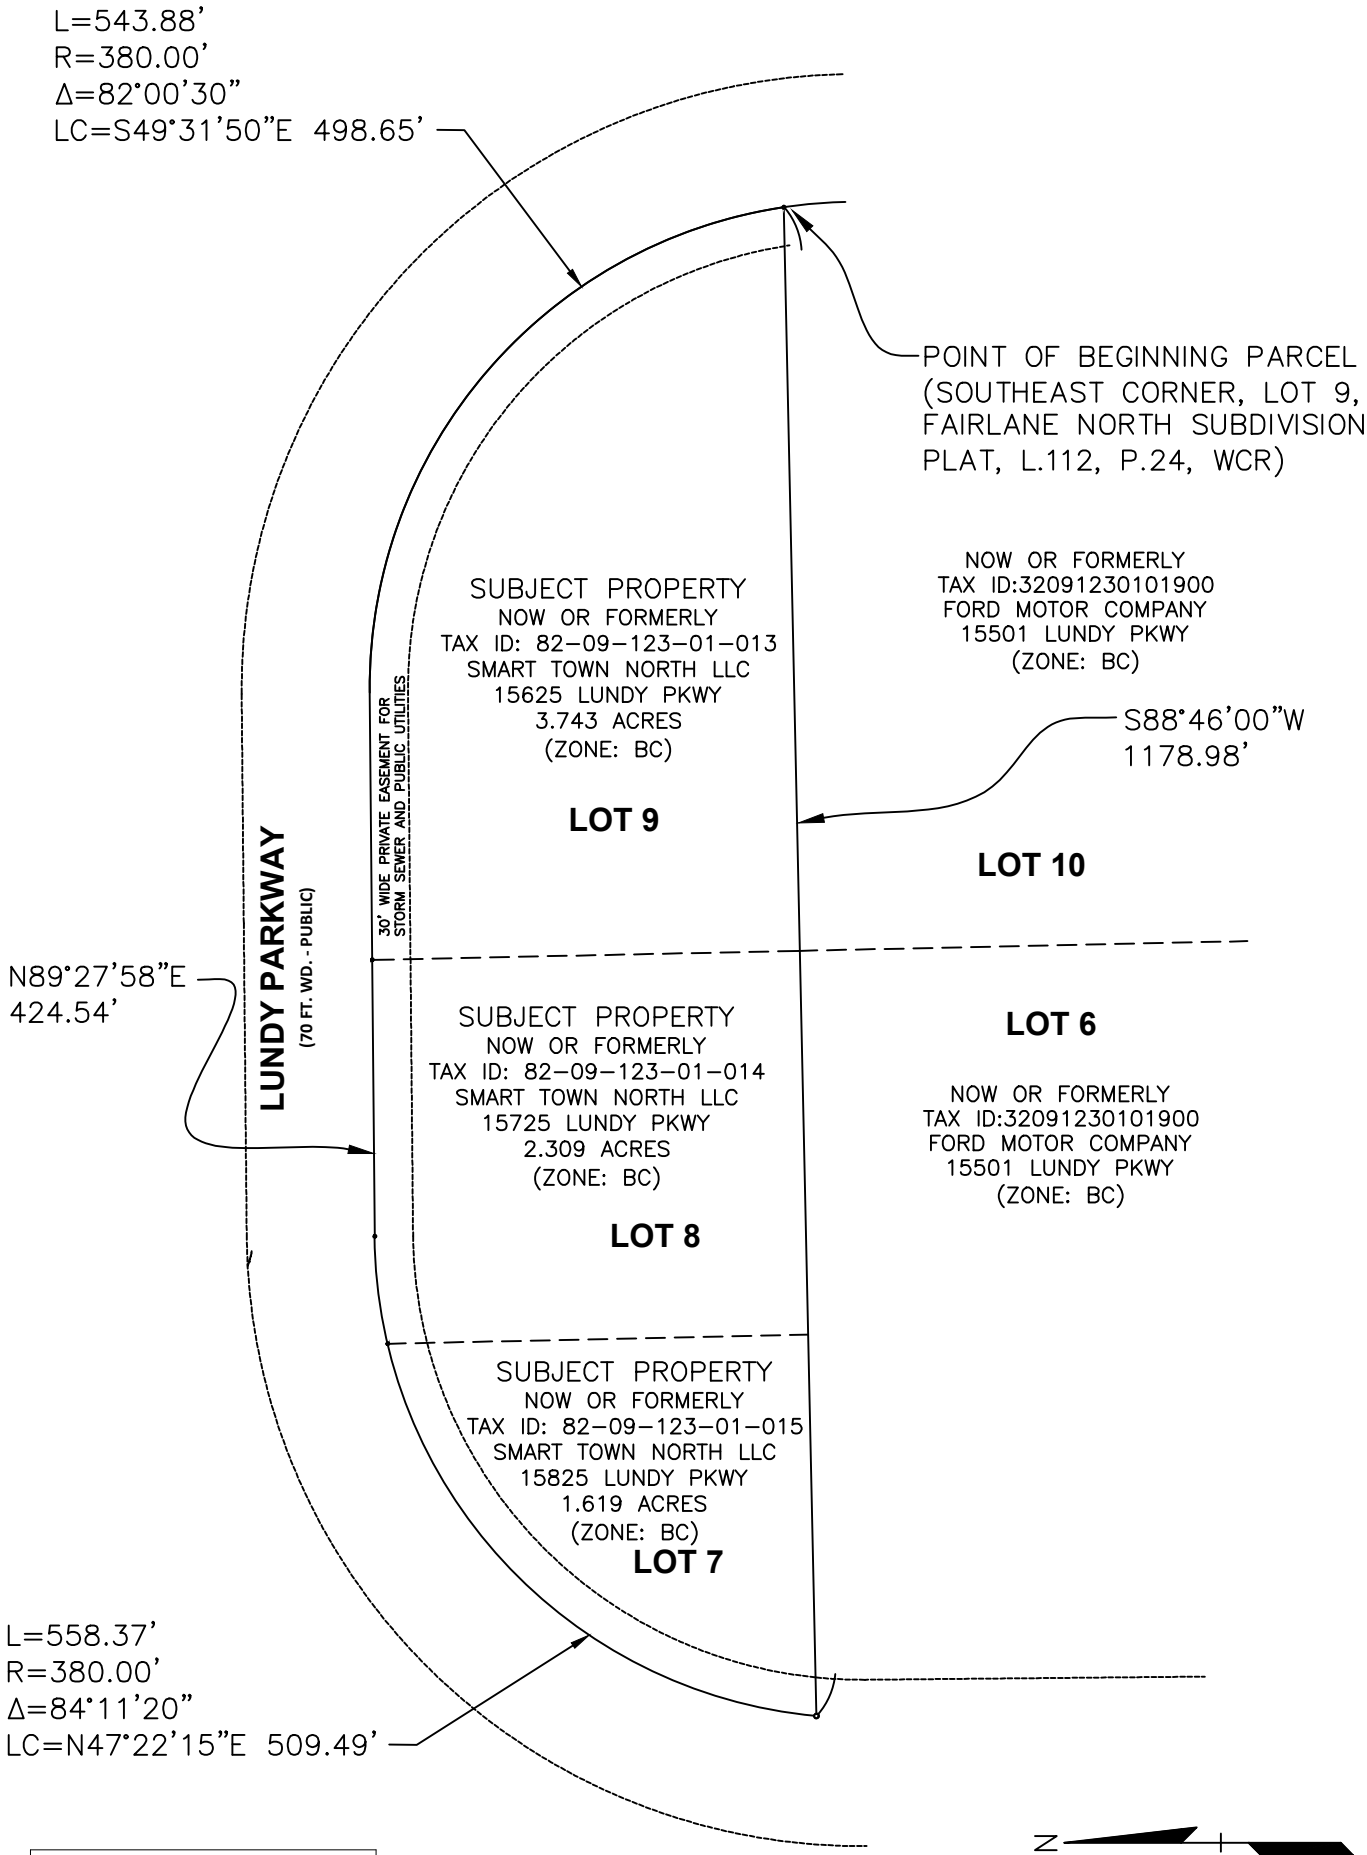 L=543.88'
R=380.00'
Δ=82°00'30"
LC=S49°31'50"E 498.65'
POINT OF BEGINNING PARCEL
(SOUTHEAST CORNER, LOT 9,
FAIRLANE NORTH SUBDIVISION
PLAT, L.112, P.24, WCR)
SUBJECT PROPERTY
NOW OR FORMERLY
TAX ID: 82-09-123-01-013
SMART TOWN NORTH LLC
15625 LUNDY PKWY
3.743 ACRES
(ZONE: BC)
LOT 9
NOW OR FORMERLY
TAX ID:32091230101900
FORD MOTOR COMPANY
15501 LUNDY PKWY
(ZONE: BC)
S88°46'00"W
1178.98'
LOT 10
30' WIDE PRIVATE EASEMENT FOR
STORM SEWER AND PUBLIC UTILITIES
LUNDY PARKWAY
(70 FT. WD. - PUBLIC)
N89°27'58"E
424.54'
SUBJECT PROPERTY
NOW OR FORMERLY
TAX ID: 82-09-123-01-014
SMART TOWN NORTH LLC
15725 LUNDY PKWY
2.309 ACRES
(ZONE: BC)
LOT 8
LOT 6
NOW OR FORMERLY
TAX ID:32091230101900
FORD MOTOR COMPANY
15501 LUNDY PKWY
(ZONE: BC)
SUBJECT PROPERTY
NOW OR FORMERLY
TAX ID: 82-09-123-01-015
SMART TOWN NORTH LLC
15825 LUNDY PKWY
1.619 ACRES
(ZONE: BC)
LOT 7
L=558.37'
R=380.00'
Δ=84°11'20"
LC=N47°22'15"E 509.49'
N